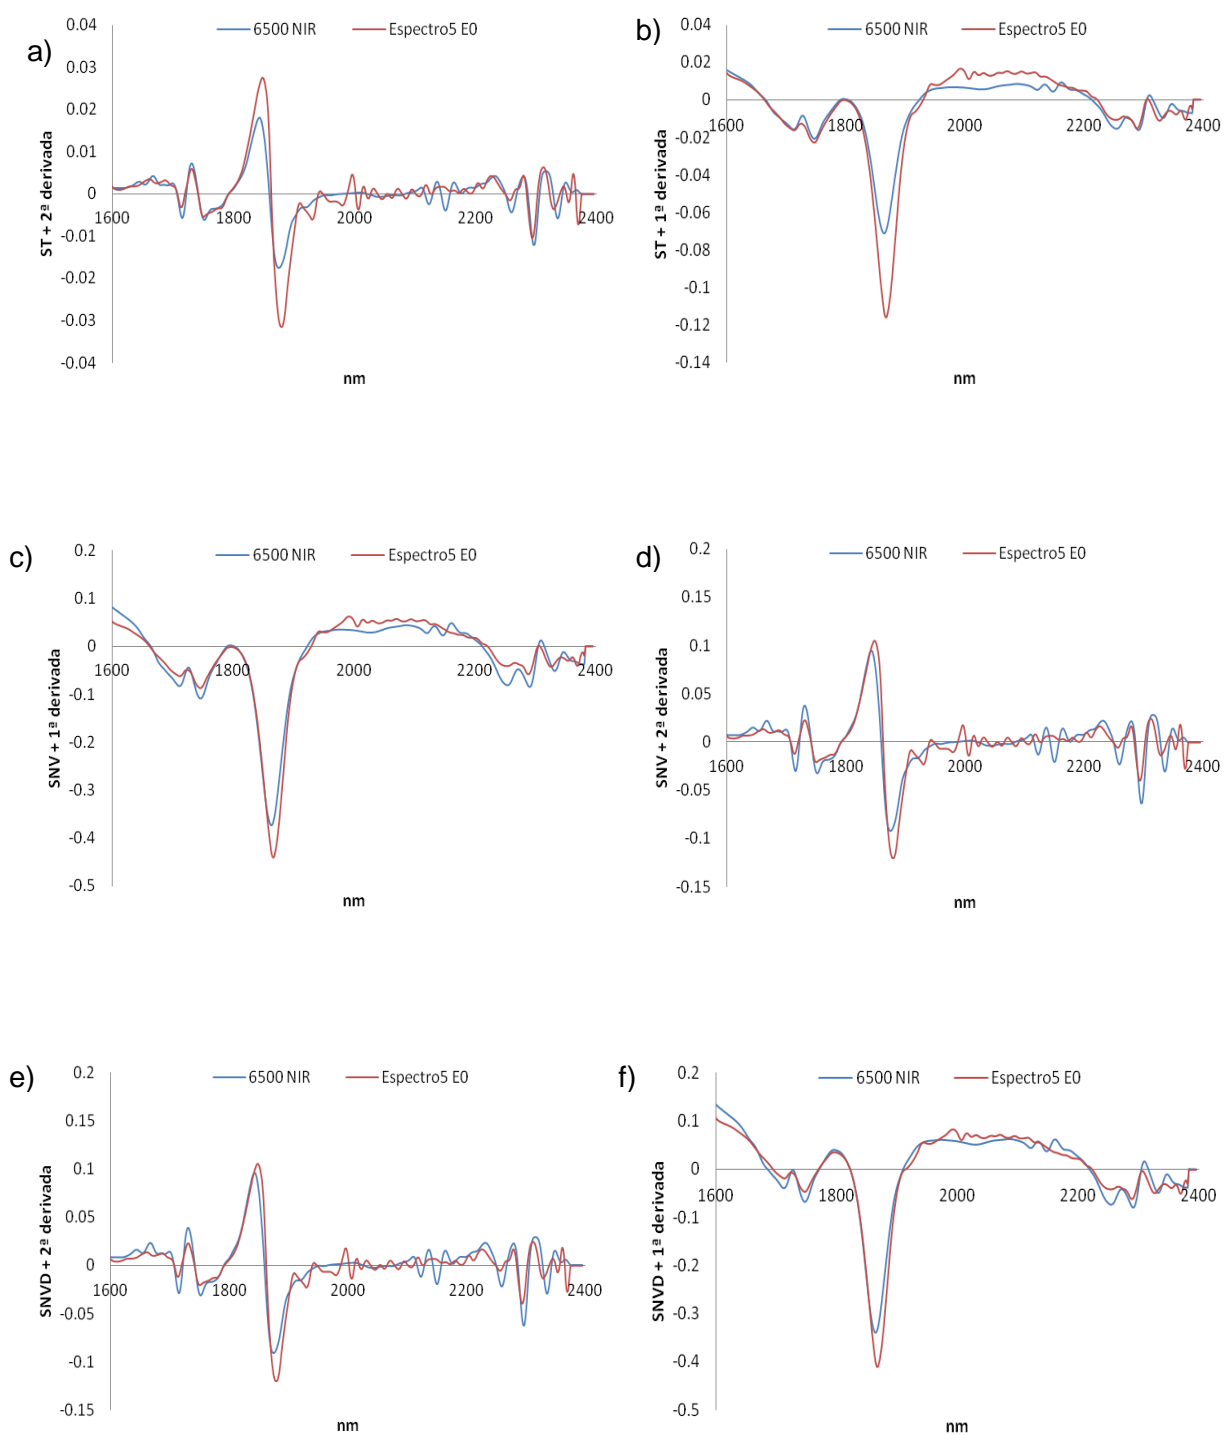 a)
6500 NIR Espectro5 E0
0.04
0.03
0.02
0.01
0
-0.01
-0.02
-0.03
-0.04
1600 1800 2000 2200 2400
ST + 2ª derivada
nm
b)
6500 NIR Espectro5 E0
0.04
0.02
0
-0.02
-0.04
-0.06
-0.08
-0.1
-0.12
-0.14
1600 1800 2000 2200 2400
ST + 1ª derivada
nm
c)
6500 NIR Espectro5 E0
0.2
0.1
0
-0.1
-0.2
-0.3
-0.4
-0.5
1600 1800 2000 2200 2400
SNV + 1ª derivada
nm
d)
6500 NIR Espectro5 E0
0.2
0.15
0.1
0.05
0
-0.05
-0.1
-0.15
1600 1800 2000 2200 2400
SNV + 2ª derivada
nm
e)
6500 NIR Espectro5 E0
0.2
0.15
0.1
0.05
0
-0.05
-0.1
-0.15
1600 1800 2000 2200 2400
SNVD + 2ª derivada
nm
f)
6500 NIR Espectro5 E0
0.2
0.1
0
-0.1
-0.2
-0.3
-0.4
-0.5
1600 1800 2000 2200 2400
SNVD + 1ª derivada
nm